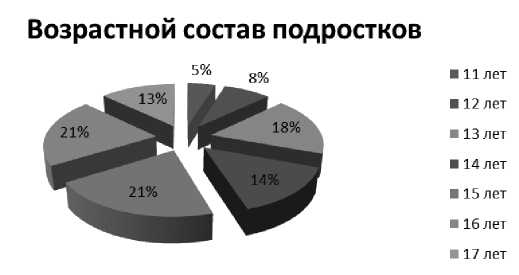 Возрастной состав подростков
5%
8%
18%
14%
21%
21%
13%
11 лет
12 лет
13 лет
14 лет
15 лет
16 лет
17 лет